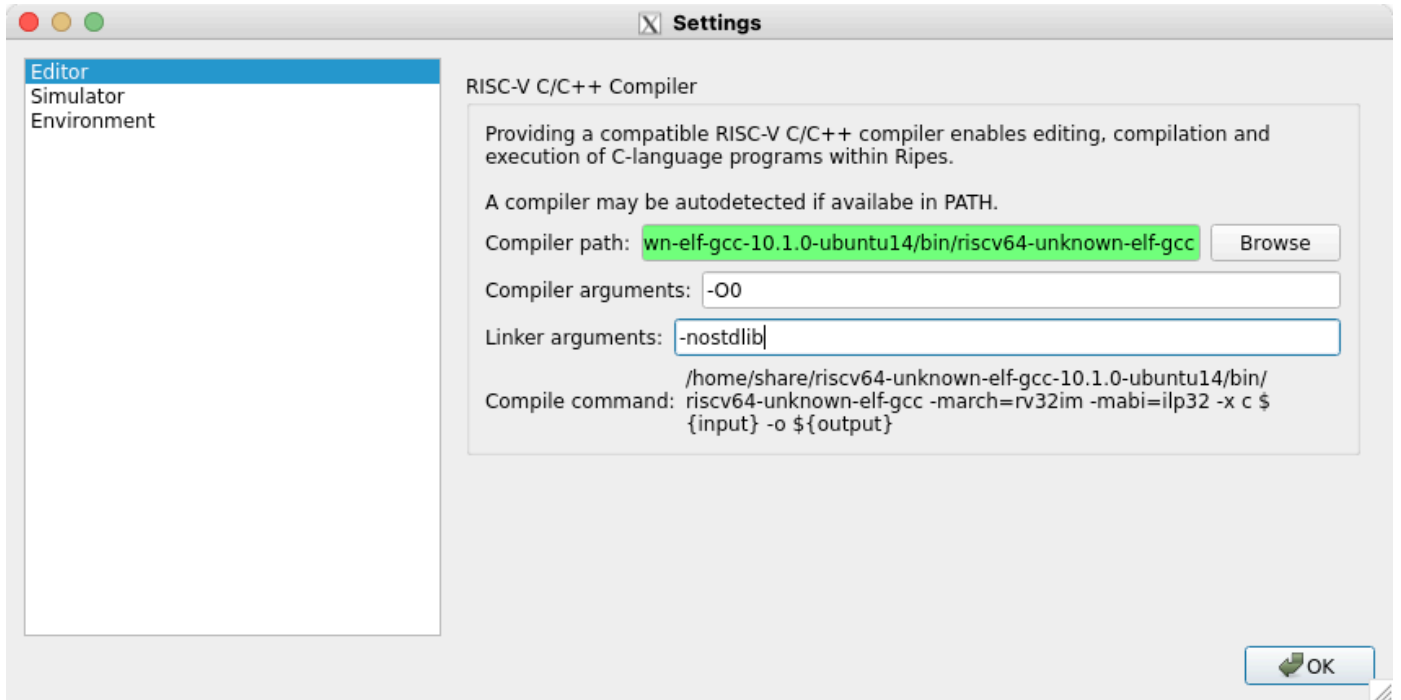 Settings
Editor
Simulator
Environment
RISC-V C/C++ Compiler
Providing a compatible RISC-V C/C++ compiler enables editing, compilation and
execution of C-language programs within Ripes.
A compiler may be autodetected if availabe in PATH.
Compiler path: wn-elf-gcc-10.1.0-ubuntu14/bin/riscv64-unknown-elf-gcc Browse
Compiler arguments: -O0
Linker arguments: -nostdlib
/home/share/riscv64-unknown-elf-gcc-10.1.0-ubuntu14/bin/
Compile command: riscv64-unknown-elf-gcc -march=rv32im -mabi=ilp32 -x c $
{input} -o ${output}
OK